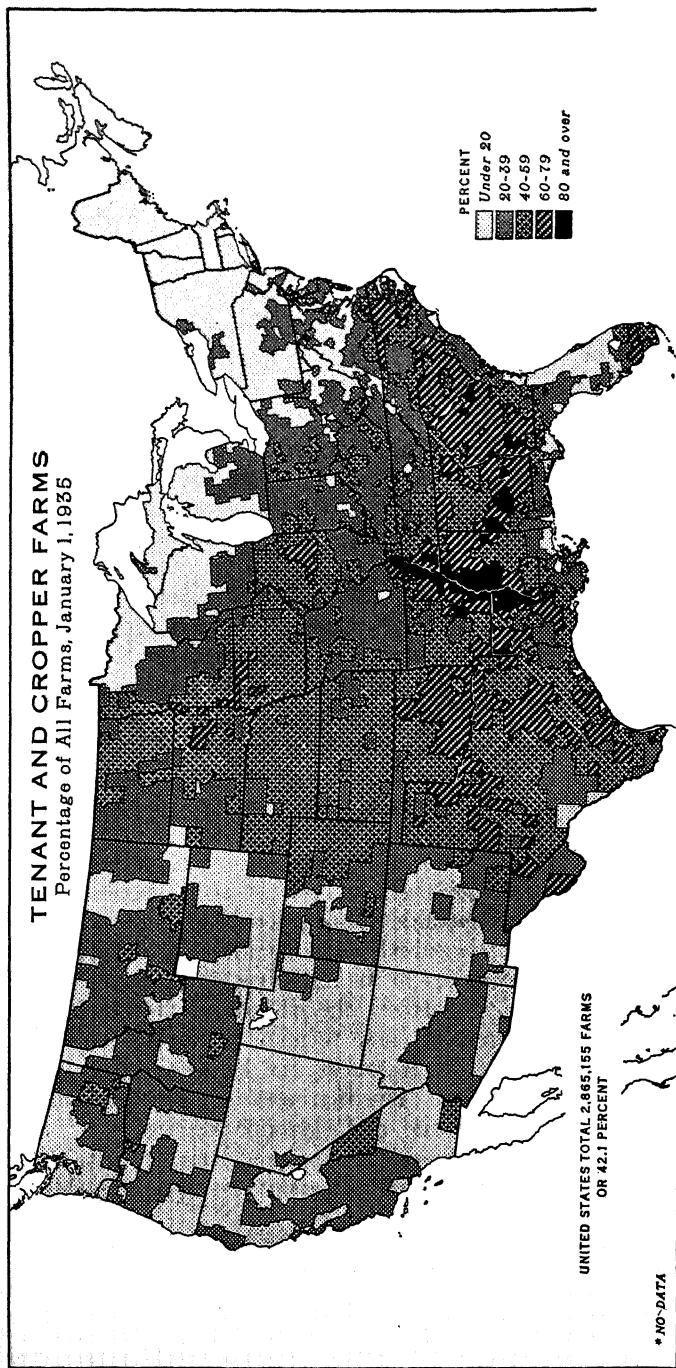 TENANT AND CROPPER FARMS
Percentage of All Farms, January 1, 1935
PERCENT
Under 20
20-39
40-59
60-79
80 and over
UNITED STATES TOTAL 2,865,155 FARMS
OR 42.1 PERCENT
* NO-DATA